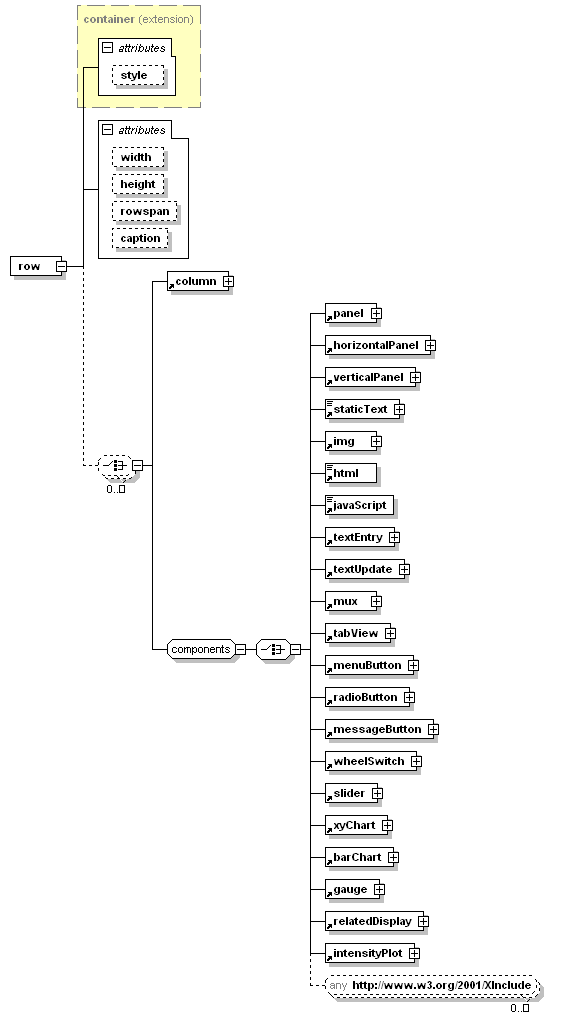 container (extension)
attributes
style
attributes
width
height
rowspan
caption
row
column
panel
horizontalPanel
verticalPanel
staticText
img
html
0..
javaScript
textEntry
textUpdate
mux
tabView
components
menuButton
radioButton
messageButton
wheelSwitch
slider
xyChart
barChart
gauge
relatedDisplay
intensityPlot
any http://www.w3.org/2001/XInclude
0..